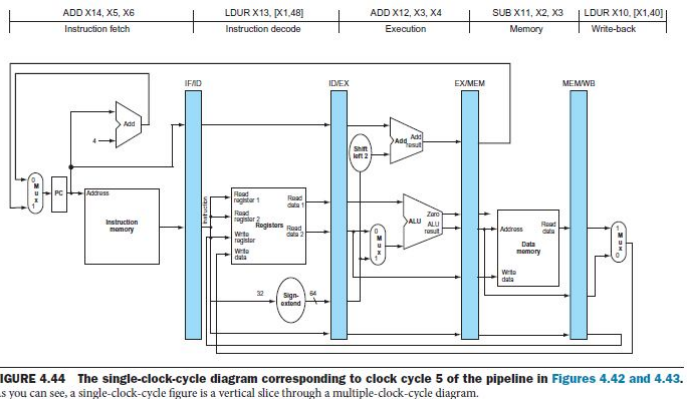 ADD X14, X5, X6 LDUR X13, [X1,48] ADD X12, X3, X4 SUB X11, X2, X3 LDUR X10, [X1,40]
Instruction fetch Instruction decode Execution Memory Write-back
IF/ID ID/EX EX/MEM MEM/WB
Add
4
Shift
left 2
Add Add
result
0
M
u
x
1
PC
Address
Instruction
memory
Instruction
Read
register 1
Read
register 2
Write
register
Write
data
Registers
Read
data 1
Read
data 2
0
M
u
x
1
ALU
Zero
ALU
result
Address
Data
memory
Read
data
Write
data
1
M
u
x
0
32
Sign-
extend
64
IGURE 4.44 The single-clock-cycle diagram corresponding to clock cycle 5 of the pipeline in Figures 4.42 and 4.43.
s you can see, a single-clock-cycle figure is a vertical slice through a multiple-clock-cycle diagram.